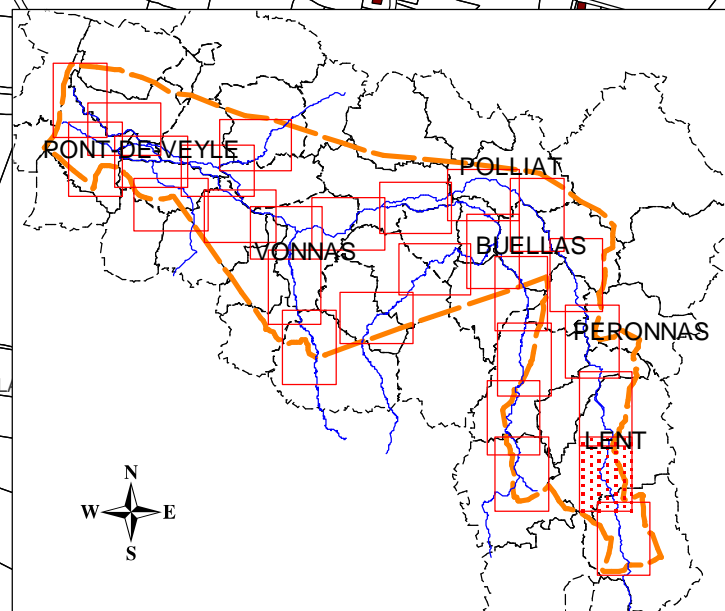 PONT-DE-VEYLE
POLLIAT
VONNAS
BUELLAS
PERONNAS
LENT
N
W E
S